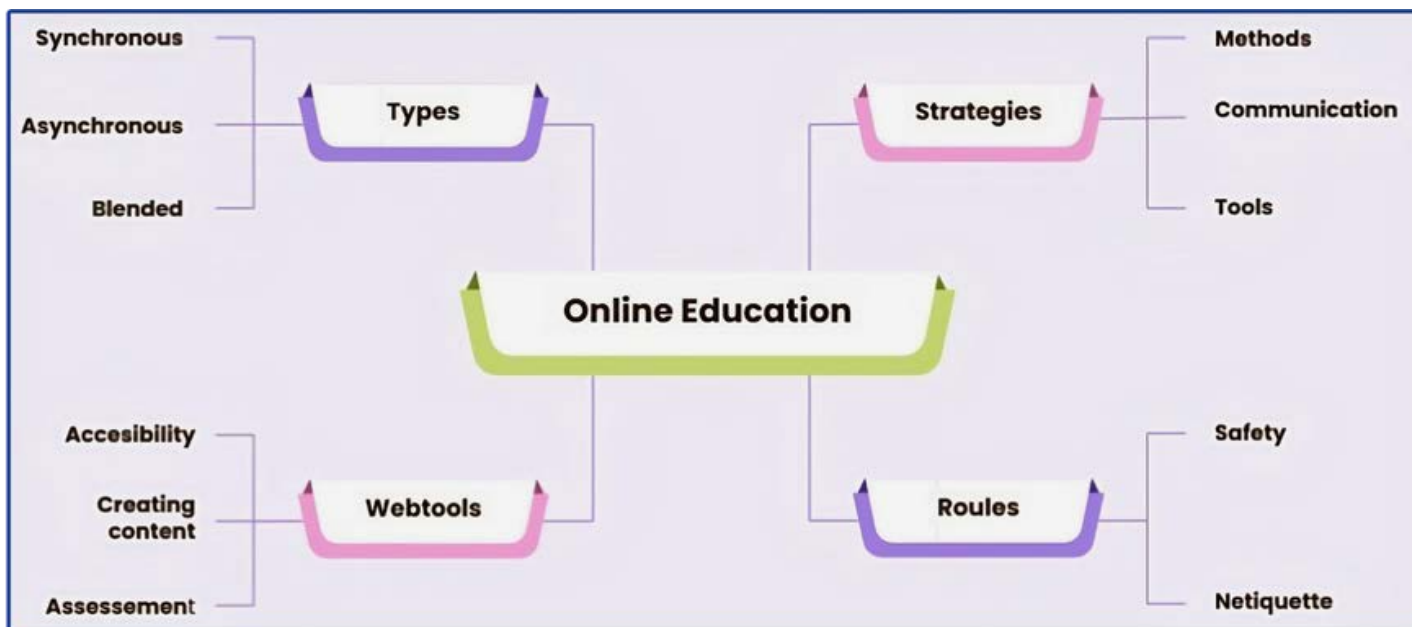 Synchronous
Asynchronous
Blended
Types
Strategies
Methods
Communication
Tools
Online Education
Accesibility
Creating
content
Assessement
Webtools
Roules
Safety
Netiquette